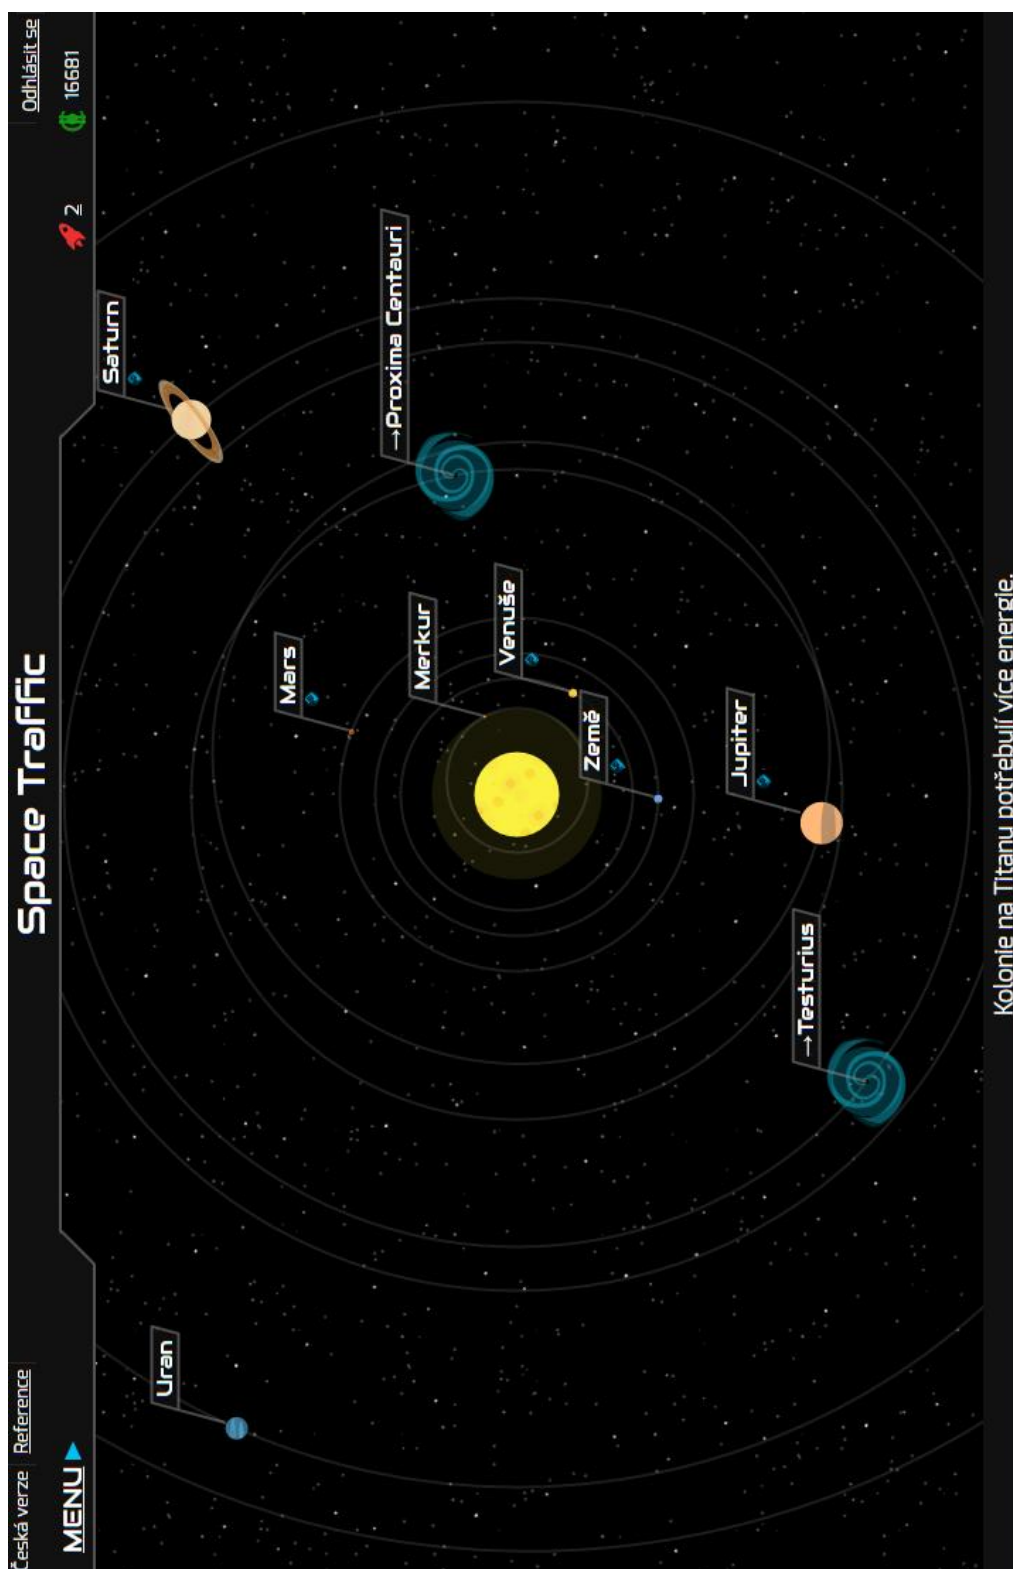 Česká verze
Reference
Space Traffic
Odhlásit se
MENU
2
16681
Uran
Saturn
Mars
→Proxima Centauri
Merkur
Venuše
Země
Jupiter
→Testurius
Kolonie na Titanu potřebují více energie.